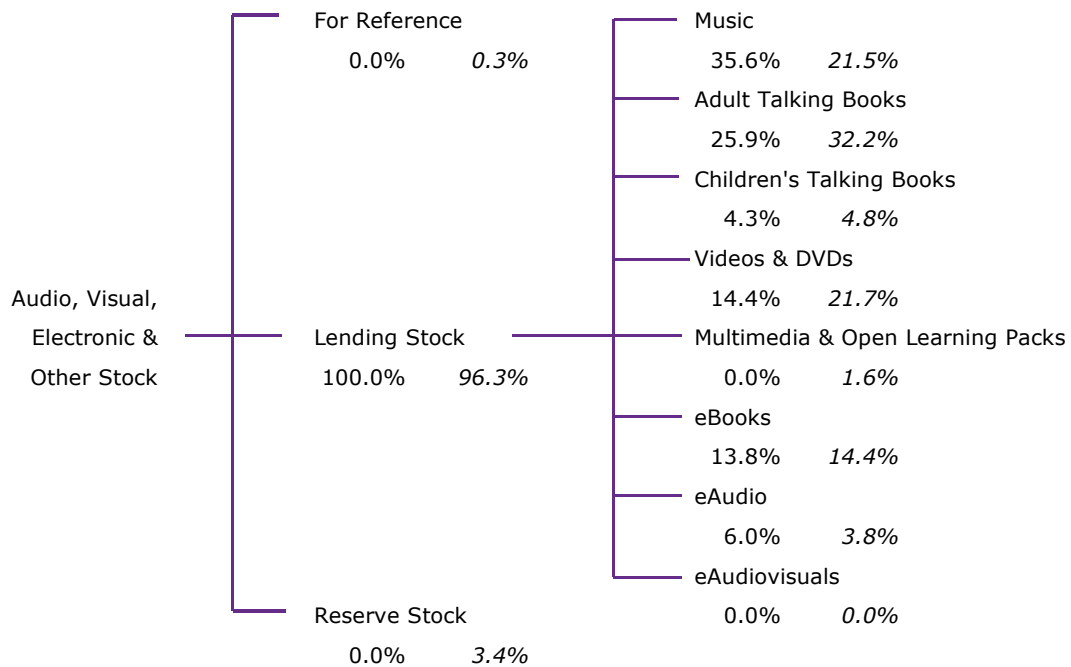 For Reference
0.0% 0.3%
Music
35.6% 21.5%
Adult Talking Books
25.9% 32.2%
Children's Talking Books
4.3% 4.8%
Videos & DVDs
14.4% 21.7%
Audio, Visual,
Electronic &
Other Stock
Lending Stock
100.0% 96.3%
Multimedia & Open Learning Packs
0.0% 1.6%
eBooks
13.8% 14.4%
eAudio
6.0% 3.8%
eAudiovisuals
0.0% 0.0%
Reserve Stock
0.0% 3.4%